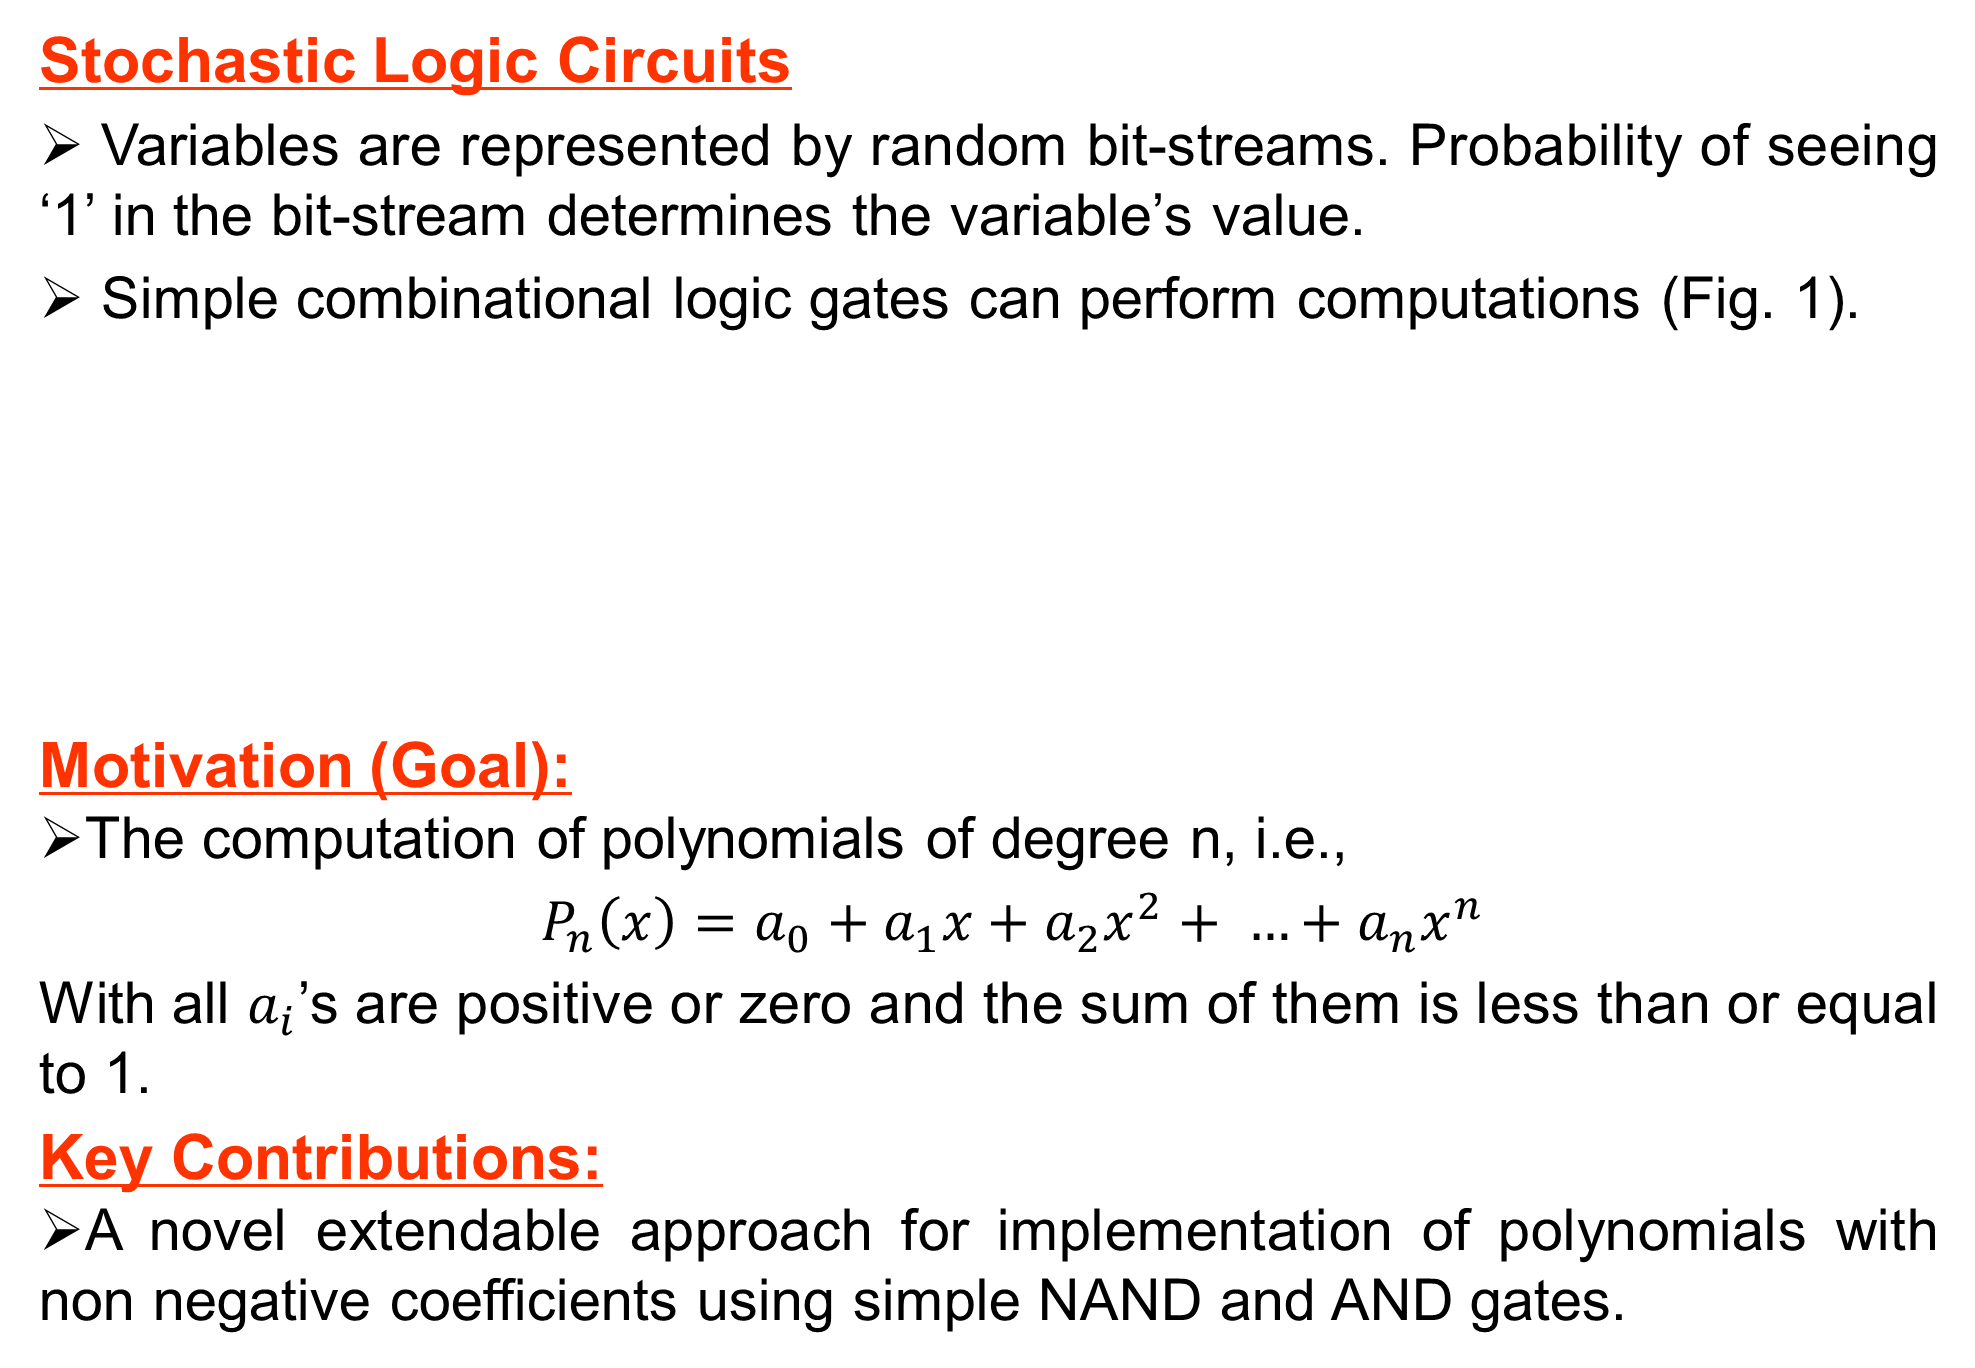 Stochastic Logic Circuits
➢ Variables are represented by random bit-streams. Probability of seeing
‘1’ in the bit-stream determines the variable’s value.
➢ Simple combinational logic gates can perform computations (Fig. 1).
Motivation (Goal):
➢The computation of polynomials of degree n, i.e.,
Pₙ(x) = a₀ + a₁x + a₂x² + … + aₙxⁿ
With all aᵢ’s are positive or zero and the sum of them is less than or equal
to 1.
Key Contributions:
➢A novel extendable approach for implementation of polynomials with
non negative coefficients using simple NAND and AND gates.